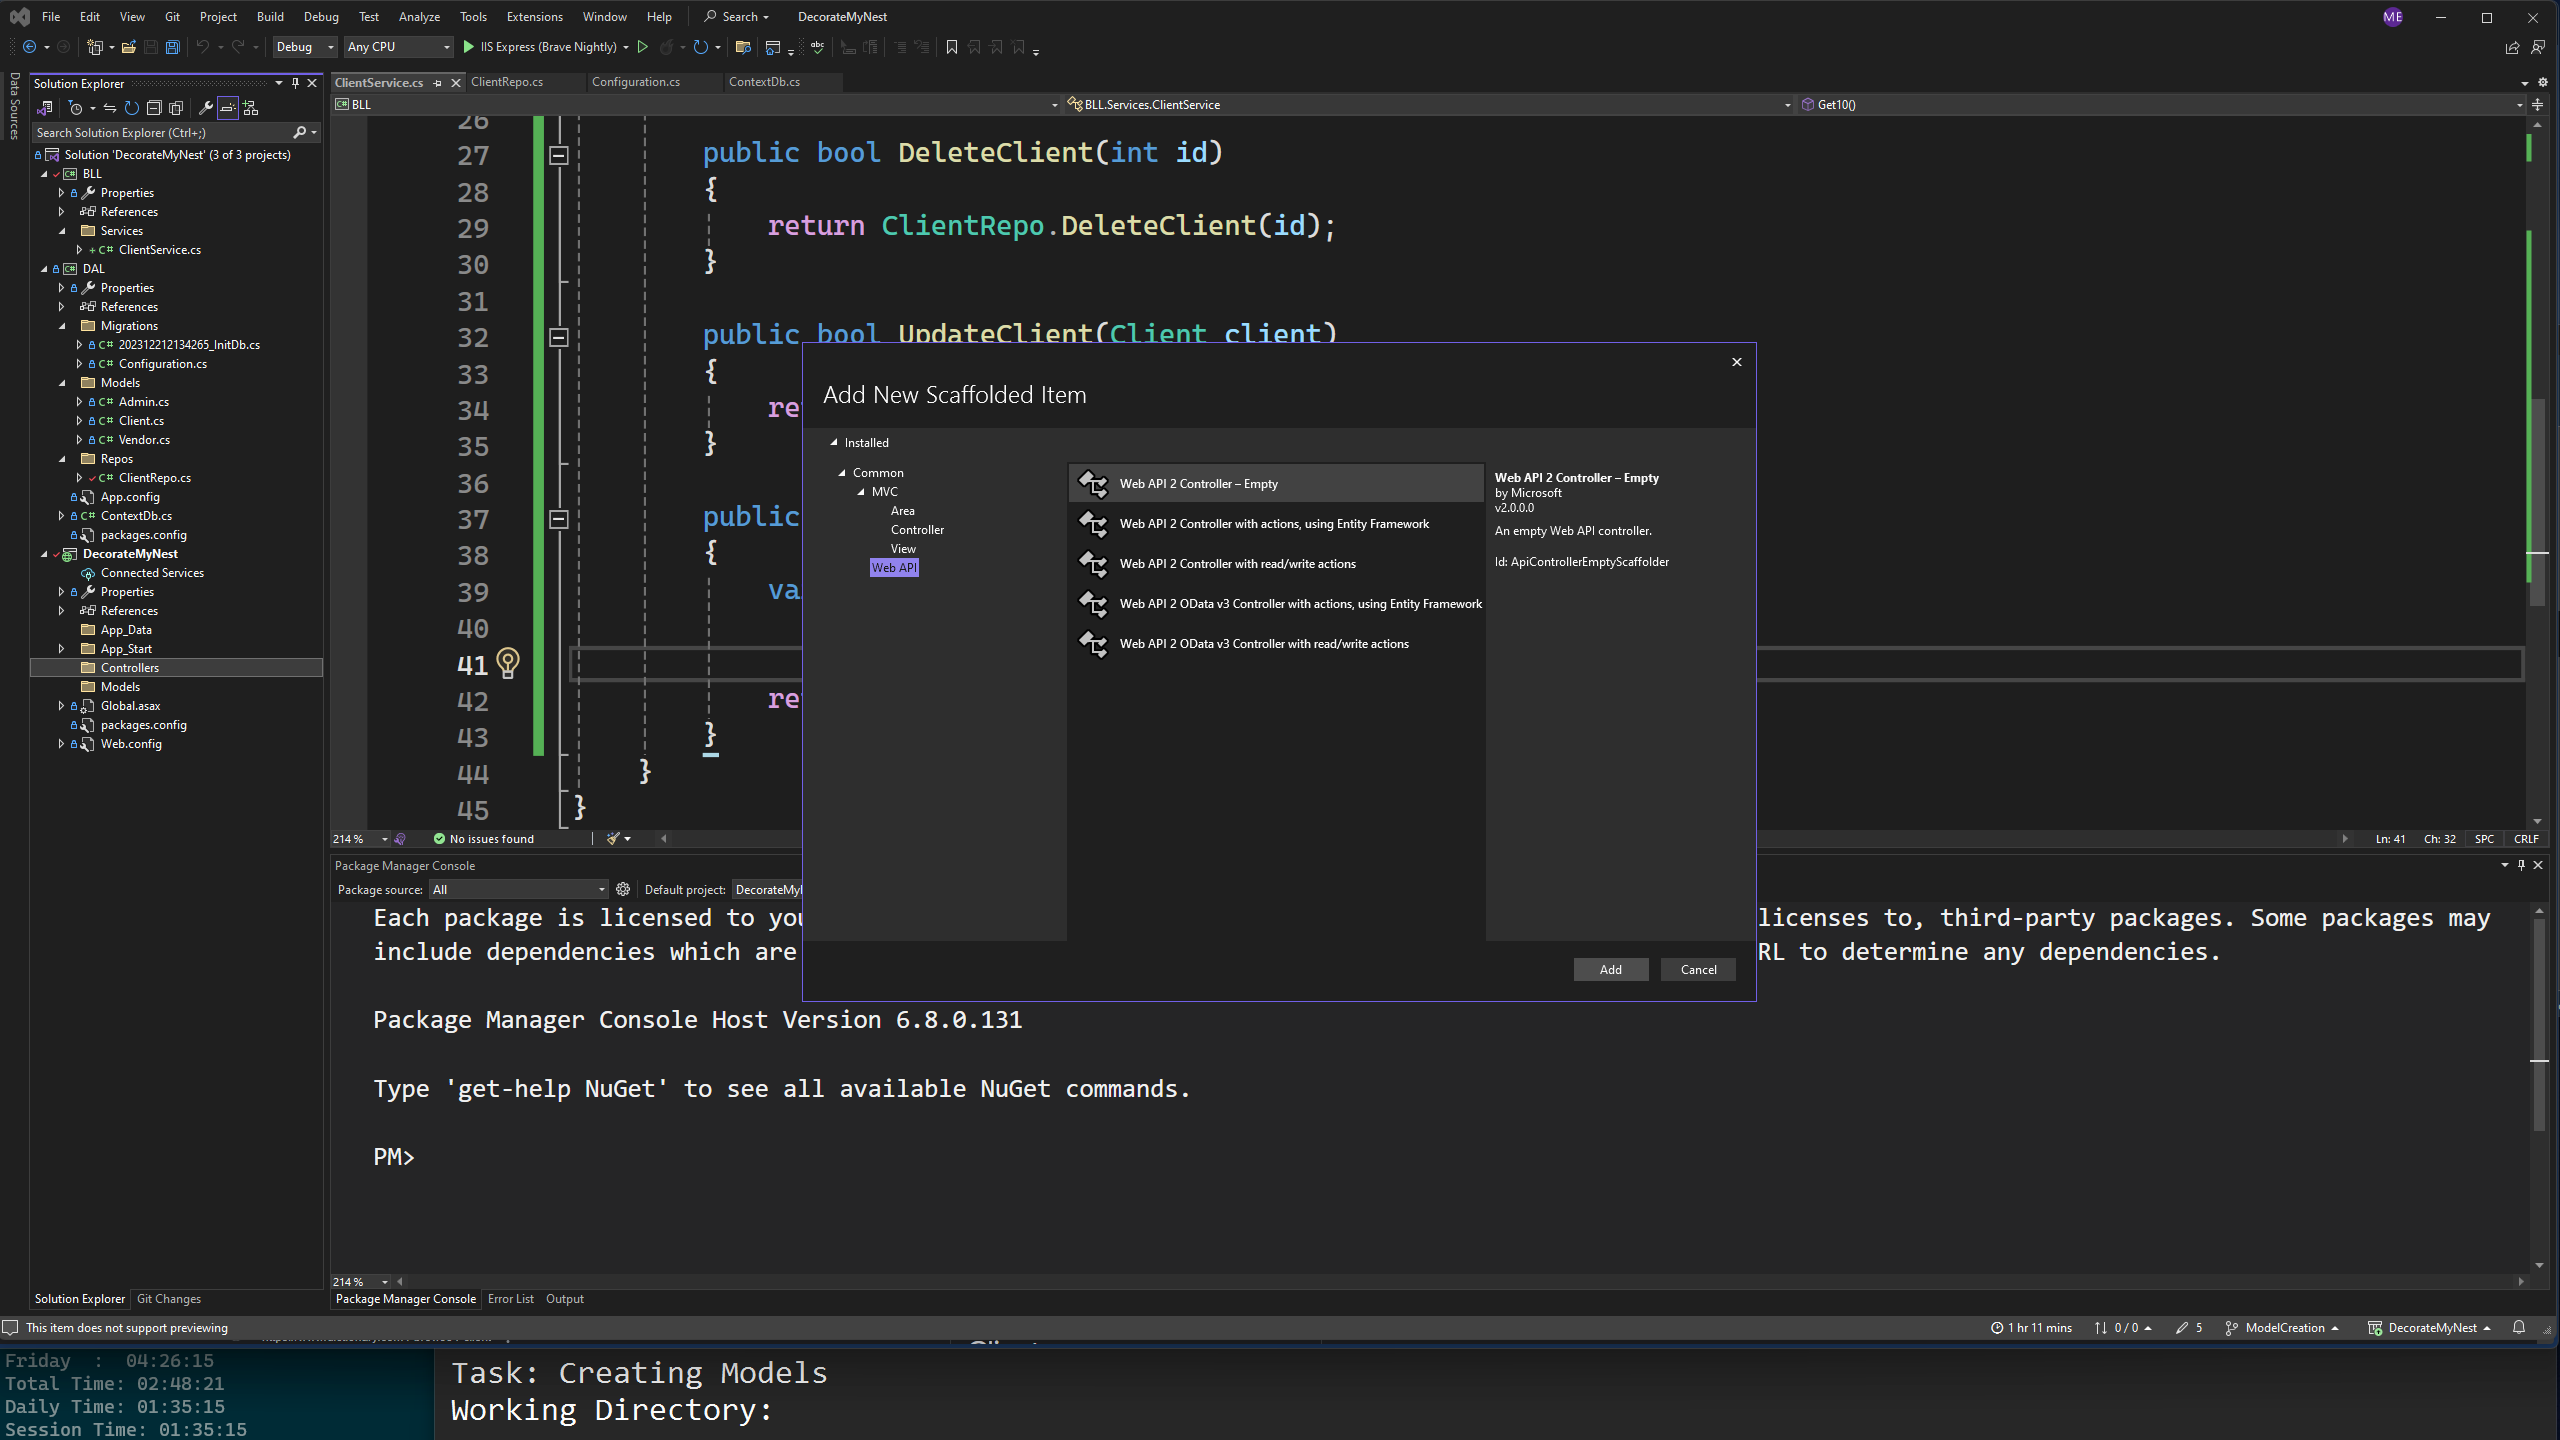 File Edit View Git Project Build Debug Test Analyze Tools Extensions Window Help Search DecorateMyNest ME
Debug Any CPU IIS Express (Brave Nightly)
Data Sources
Solution Explorer
Search Solution Explorer (Ctrl+;)
Solution 'DecorateMyNest' (3 of 3 projects)
BLL
Properties
References
Services
C# ClientService.cs
DAL
Properties
References
Migrations
C# 202312212134265_InitDb.cs
C# Configuration.cs
Models
C# Admin.cs
C# Client.cs
C# Vendor.cs
Repos
C# ClientRepo.cs
App.config
C# ContextDb.cs
packages.config
DecorateMyNest
Connected Services
Properties
References
App_Data
App_Start
Controllers
Models
Global.asax
packages.config
Web.config
Solution Explorer Git Changes
ClientService.cs ClientRepo.cs Configuration.cs ContextDb.cs
BLL BLL.Services.ClientService Get10()
26
27 public bool DeleteClient(int id)
28 {
29 return ClientRepo.DeleteClient(id);
30 }
31
32 public bool UpdateClient(Client client)
33 {
34
35 }
36
37 public
38 {
39
40
41
42
43 }
44 }
45 }
214 % No issues found Ln: 41 Ch: 32 SPC CRLF
Add New Scaffolded Item
Installed
Common
MVC
Area
Controller
View
Web API
Web API 2 Controller – Empty
Web API 2 Controller with actions, using Entity Framework
Web API 2 Controller with read/write actions
Web API 2 OData v3 Controller with actions, using Entity Framework
Web API 2 OData v3 Controller with read/write actions
Web API 2 Controller – Empty
by Microsoft
v2.0.0.0
An empty Web API controller.
Id: ApiControllerEmptyScaffolder
Add Cancel
Package Manager Console
Package source: All Default project:
Each package is licensed to licenses to, third-party packages. Some packages may
include dependencies which are to determine any dependencies.
Package Manager Console Host Version 6.8.0.131
Type 'get-help NuGet' to see all available NuGet commands.
PM>
214 %
Package Manager Console Error List Output
This item does not support previewing 1 hr 11 mins 0 / 0 5 ModelCreation DecorateMyNest
Friday : 04:26:15
Total Time: 02:48:21
Daily Time: 01:35:15
Session Time: 01:35:15
Task: Creating Models
Working Directory: